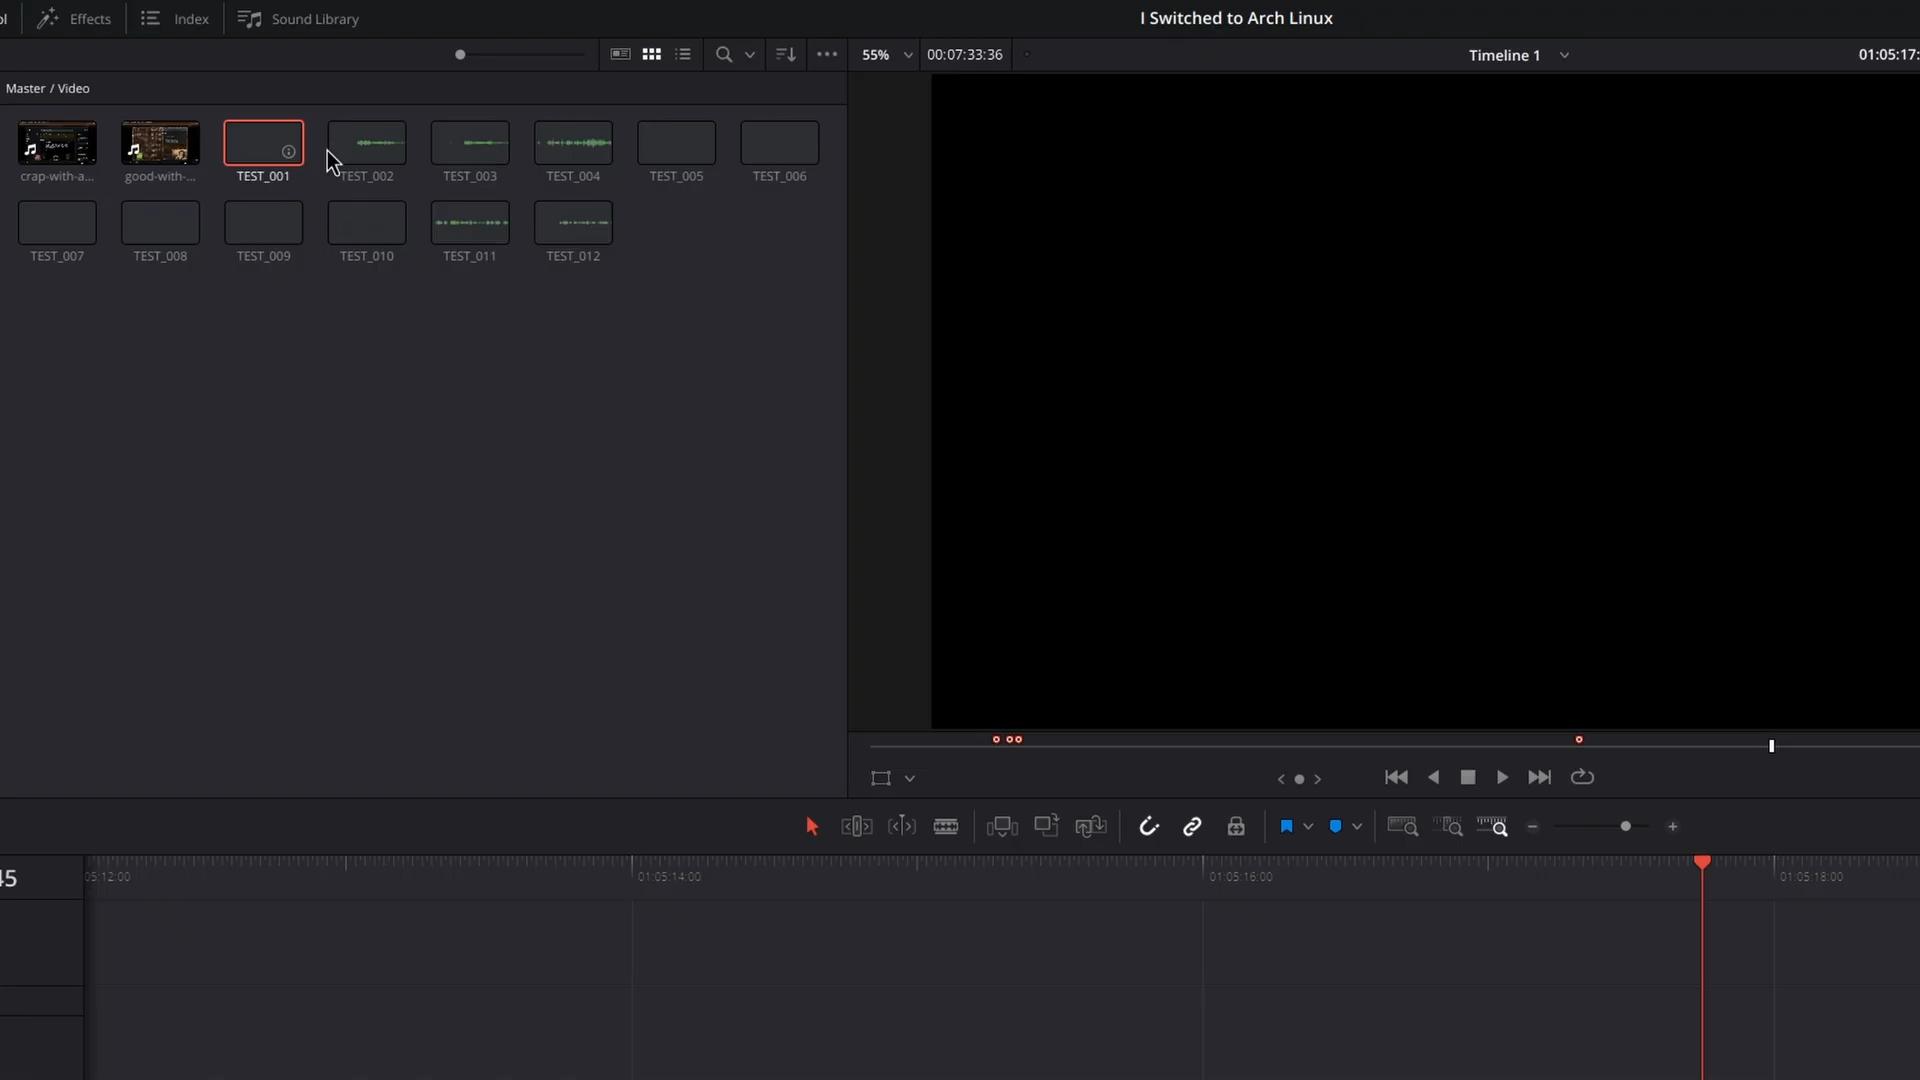 ol Effects Index Sound Library I Switched to Arch Linux
55% 00:07:33:36 Timeline 1 01:05:17:
Master / Video
crap-with-a... good-with-... TEST_001 TEST_002 TEST_003 TEST_004 TEST_005 TEST_006
TEST_007 TEST_008 TEST_009 TEST_010 TEST_011 TEST_012
45 05:12:00 01:05:14:00 01:05:16:00 01:05:18:00